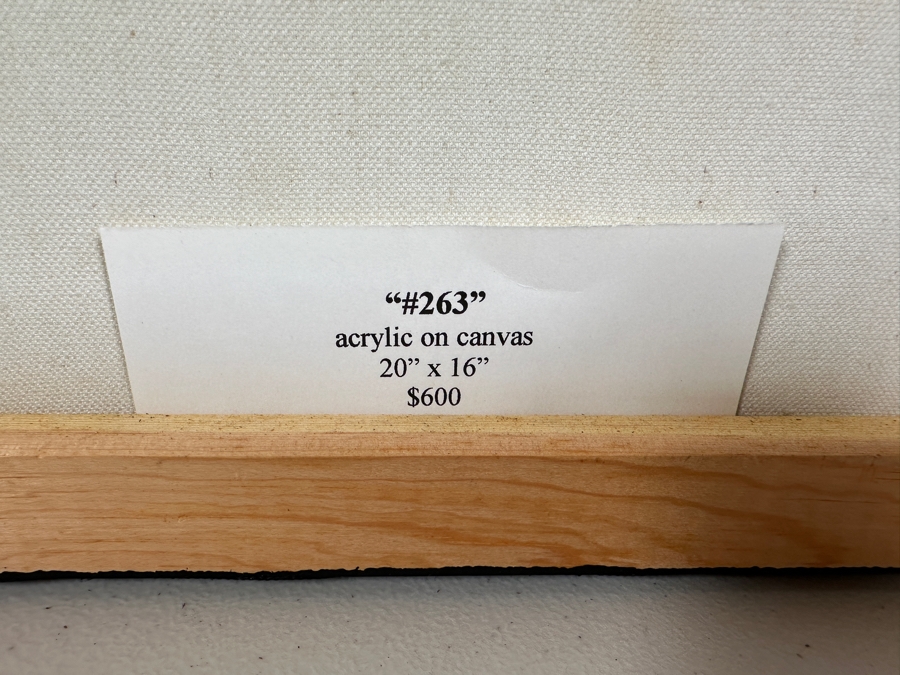 “#263”
acrylic on canvas
20” x 16”
$600